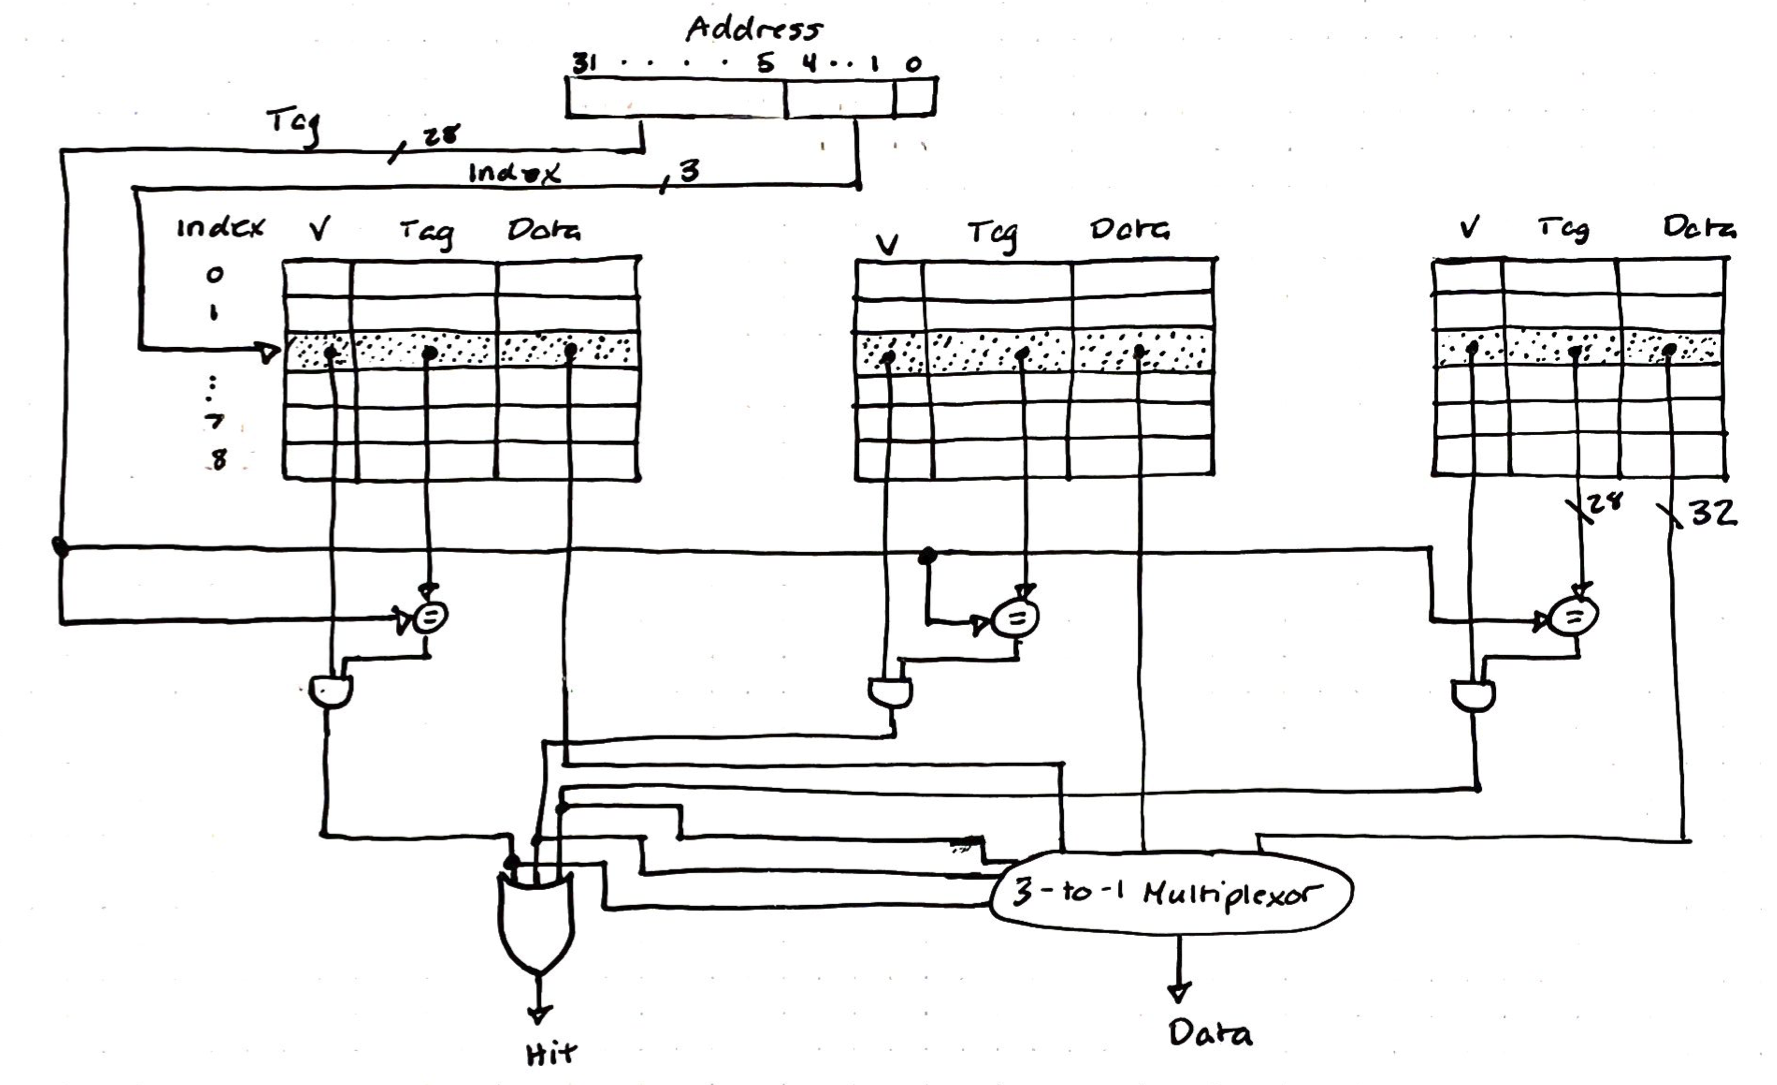 Address
31 · · · · 5 4 ·· 1 0
Tag 28
Index 3
Index V Tag Data V Tag Data V Tag Data
0
1
⋮
7
8
28 32
= = =
3-to-1 Multiplexor
Hit
Data